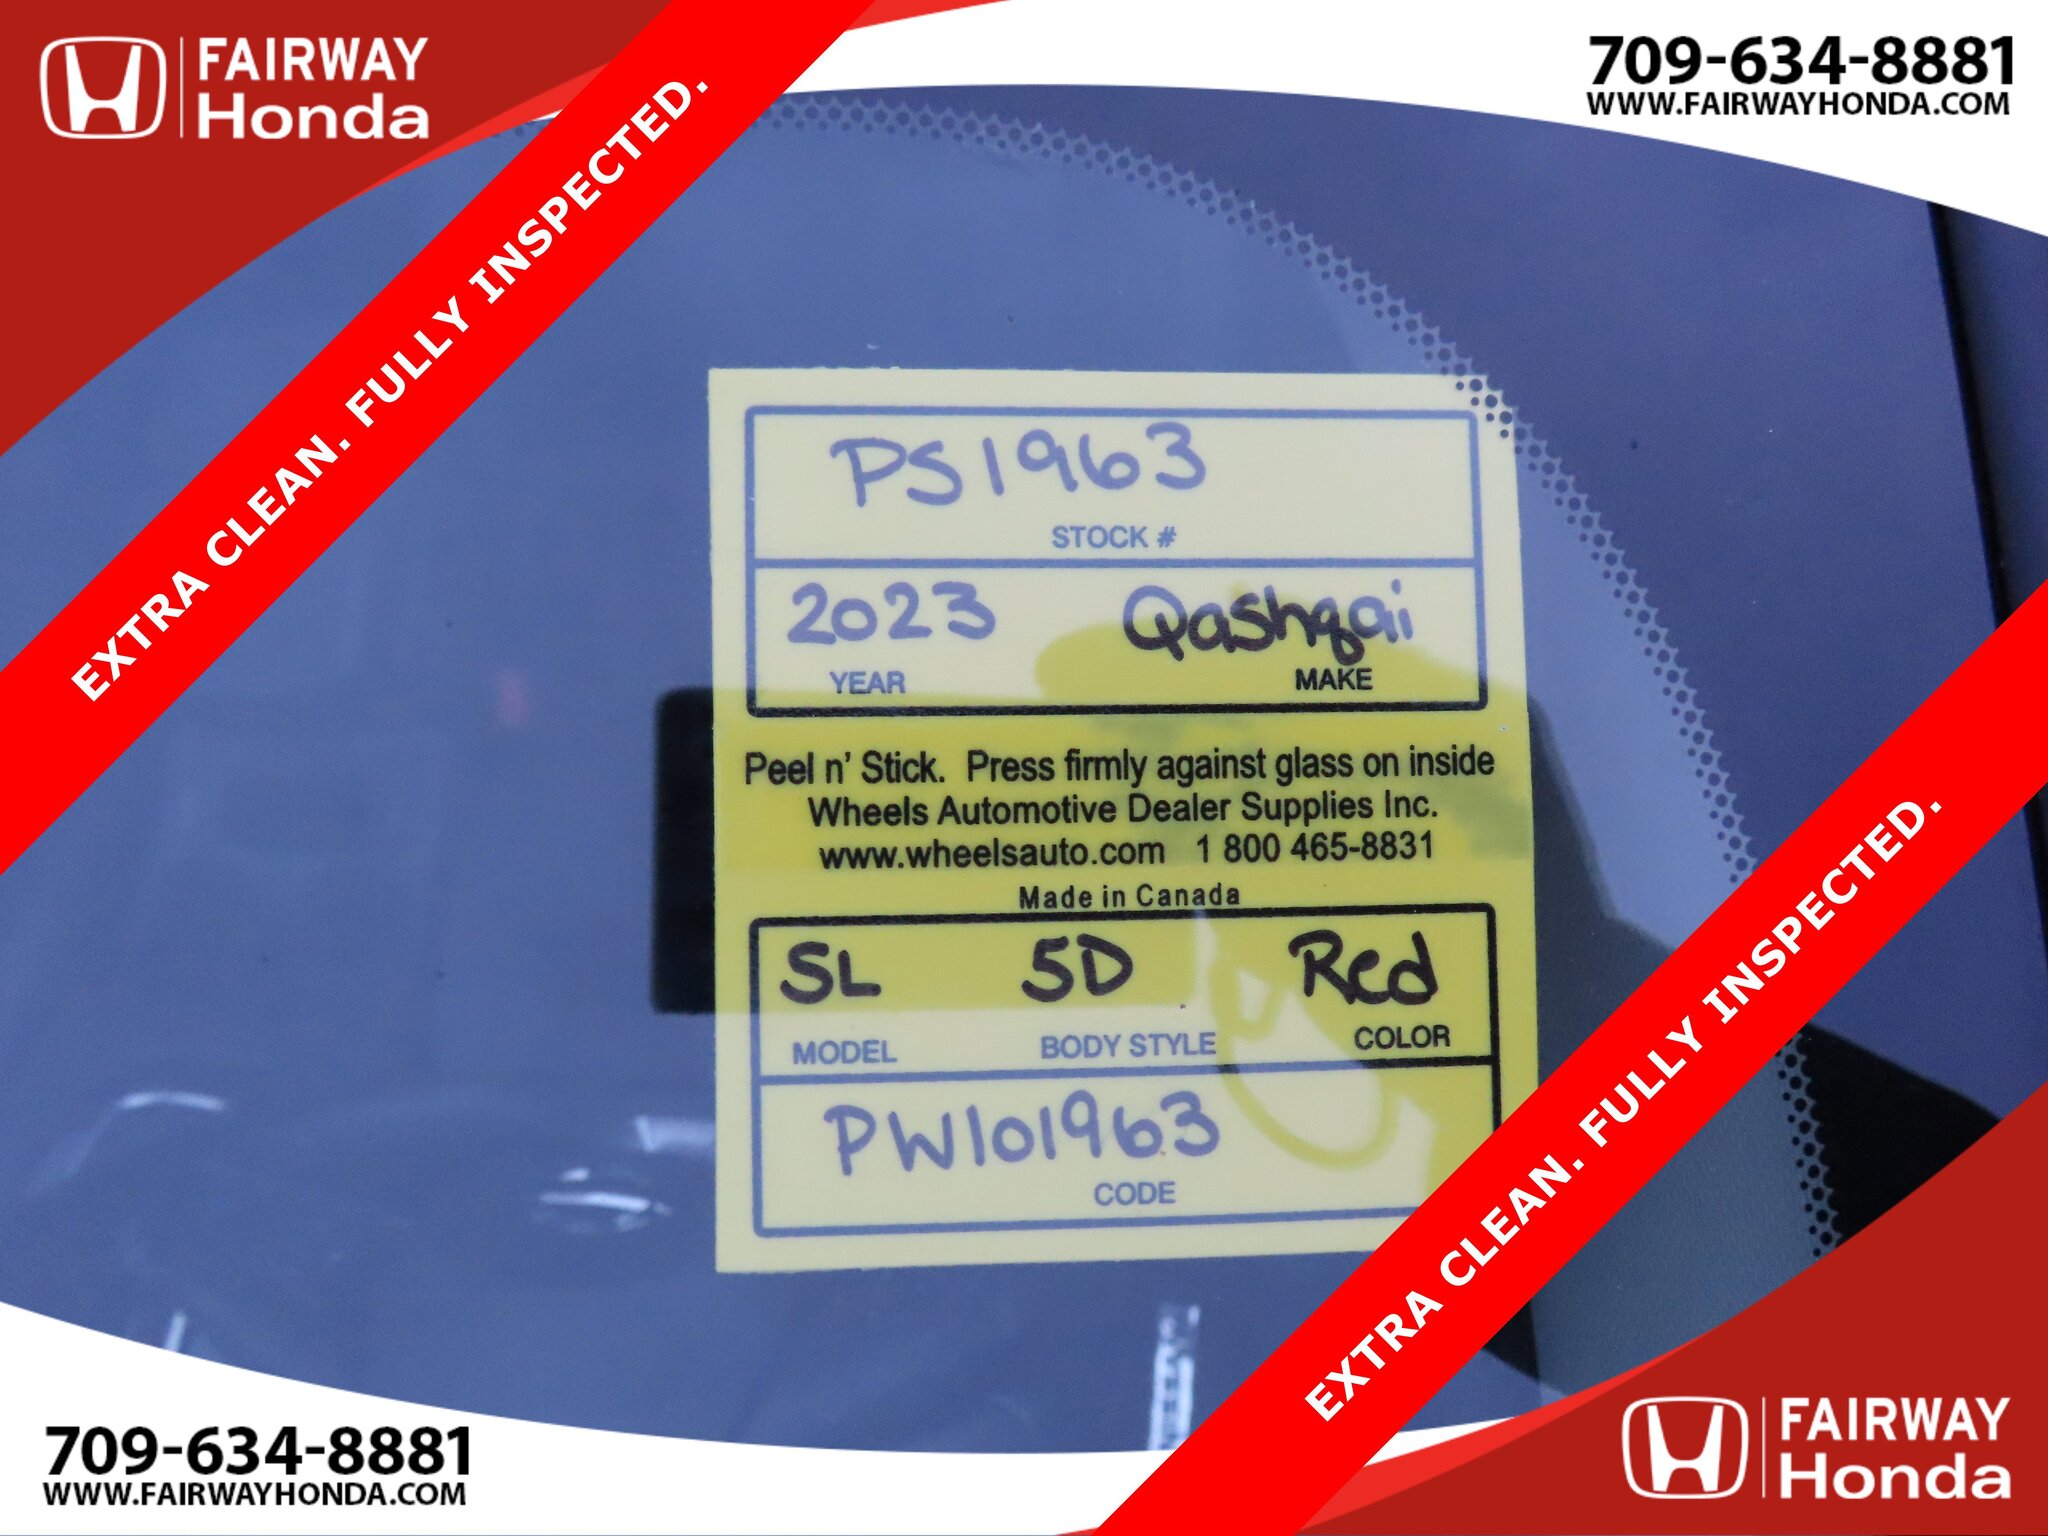 FAIRWAY
Honda
709-634-8881
WWW.FAIRWAYHONDA.COM
EXTRA CLEAN. FULLY INSPECTED.
PS1963
STOCK #
2023 Qashqai
YEAR MAKE
Peel n' Stick. Press firmly against glass on inside
Wheels Automotive Dealer Supplies Inc.
www.wheelsauto.com 1 800 465-8831
Made in Canada
SL 5D Red
MODEL BODY STYLE COLOR
PW101963
CODE
EXTRA CLEAN. FULLY INSPECTED.
709-634-8881
WWW.FAIRWAYHONDA.COM
FAIRWAY
Honda